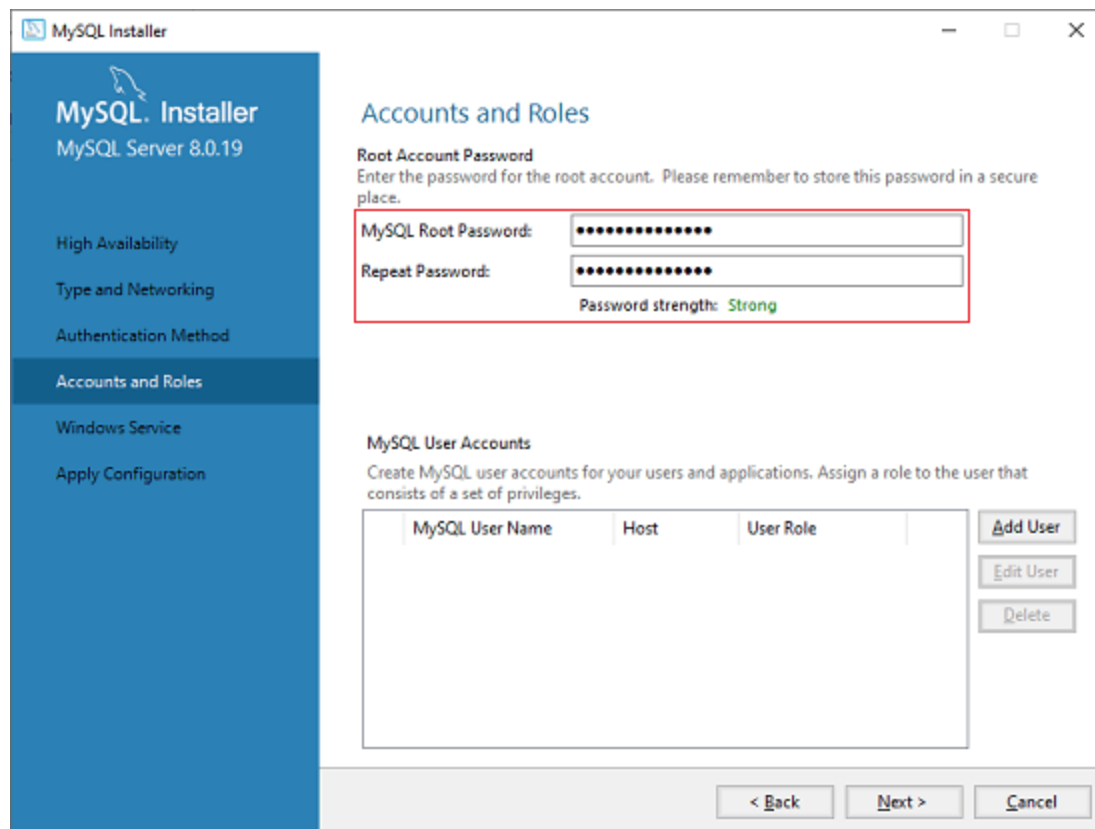 MySQL Installer
MySQL. Installer
MySQL Server 8.0.19
High Availability
Type and Networking
Authentication Method
Accounts and Roles
Windows Service
Apply Configuration
Accounts and Roles
Root Account Password
Enter the password for the root account. Please remember to store this password in a secure
place.
MySQL Root Password: ••••••••••••••
Repeat Password: ••••••••••••••
Password strength: Strong
MySQL User Accounts
Create MySQL user accounts for your users and applications. Assign a role to the user that
consists of a set of privileges.
MySQL User Name Host User Role
Add User
Edit User
Delete
< Back Next > Cancel